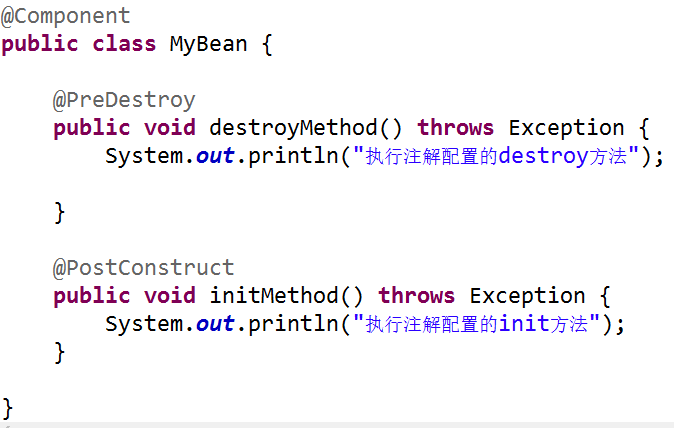 @Component
public class MyBean {
@PreDestroy
public void destroyMethod() throws Exception {
System.out.println("执行注解配置的destroy方法");
}
@PostConstruct
public void initMethod() throws Exception {
System.out.println("执行注解配置的init方法");
}
}